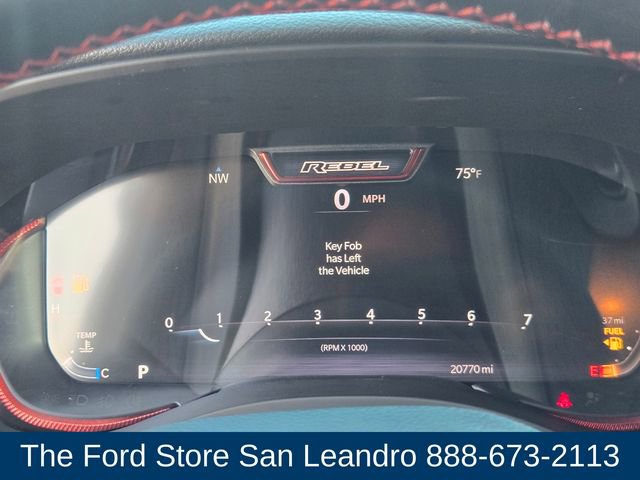 REBEL
NW
75°F
0 MPH
Key Fob
has Left
the Vehicle
0 1 2 3 4 5 6 7
(RPM X 1000)
H
TEMP
C
P
20770 mi
37 mi
FUEL
E
The Ford Store San Leandro 888-673-2113